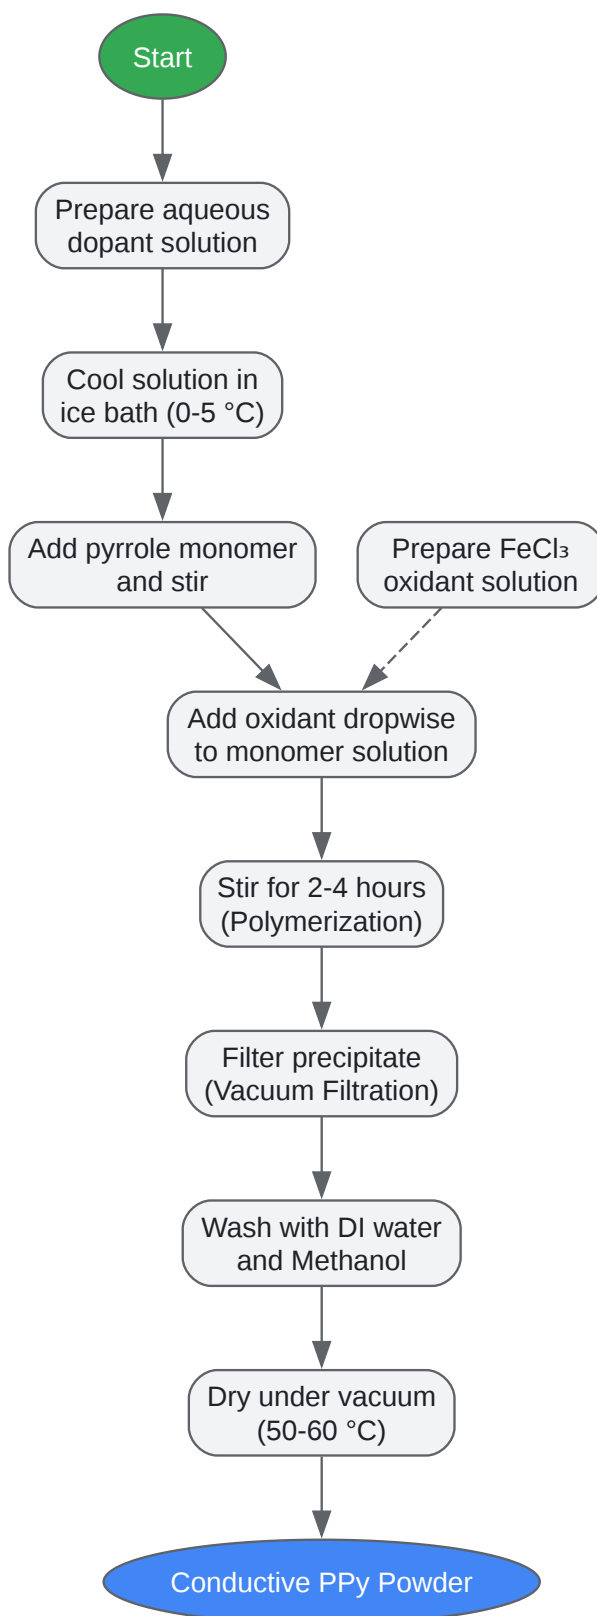 Start
Prepare aqueous
dopant solution
Cool solution in
ice bath (0-5 °C)
Add pyrrole monomer
and stir
Prepare FeCl₃
oxidant solution
Add oxidant dropwise
to monomer solution
Stir for 2-4 hours
(Polymerization)
Filter precipitate
(Vacuum Filtration)
Wash with DI water
and Methanol
Dry under vacuum
(50-60 °C)
Conductive PPy Powder